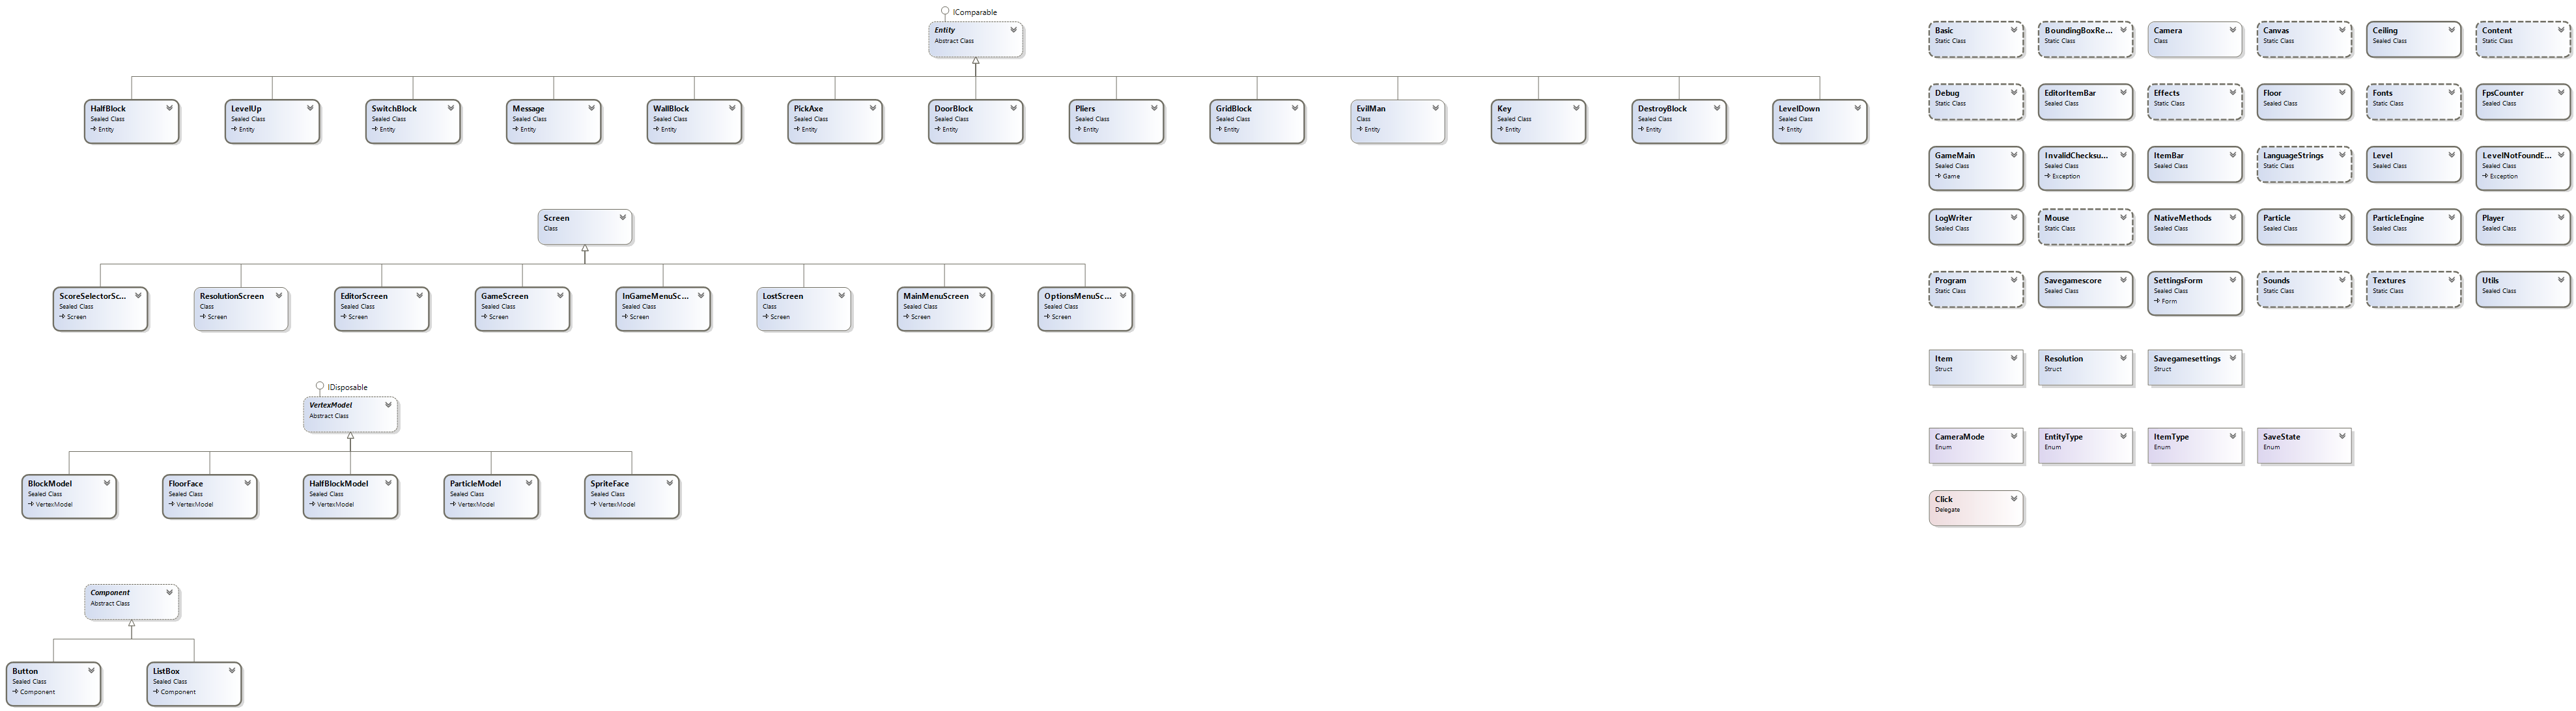 IComparable
Entity
Abstract Class
HalfBlock
Sealed Class
Entity
LevelUp
Sealed Class
Entity
SwitchBlock
Sealed Class
Entity
Message
Sealed Class
Entity
WallBlock
Sealed Class
Entity
PickAxe
Sealed Class
Entity
DoorBlock
Sealed Class
Entity
Pliers
Sealed Class
Entity
GridBlock
Sealed Class
Entity
EvilMan
Class
Entity
Key
Sealed Class
Entity
DestroyBlock
Sealed Class
Entity
LevelDown
Sealed Class
Entity
Screen
Class
ScoreSelectorSc...
Sealed Class
Screen
ResolutionScreen
Class
Screen
EditorScreen
Sealed Class
Screen
GameScreen
Sealed Class
Screen
InGameMenuSc...
Sealed Class
Screen
LostScreen
Class
Screen
MainMenuScreen
Sealed Class
Screen
OptionsMenuSc...
Sealed Class
Screen
IDisposable
VertexModel
Abstract Class
BlockModel
Sealed Class
VertexModel
FloorFace
Sealed Class
VertexModel
HalfBlockModel
Sealed Class
VertexModel
ParticleModel
Sealed Class
VertexModel
SpriteFace
Sealed Class
VertexModel
Component
Abstract Class
Button
Sealed Class
Component
ListBox
Sealed Class
Component
Basic
Static Class
BoundingBoxRe...
Static Class
Camera
Class
Canvas
Static Class
Ceiling
Sealed Class
Content
Static Class
Debug
Static Class
EditorItemBar
Sealed Class
Effects
Static Class
Floor
Sealed Class
Fonts
Static Class
FpsCounter
Sealed Class
GameMain
Sealed Class
Game
InvalidChecksu...
Sealed Class
Exception
ItemBar
Sealed Class
LanguageStrings
Static Class
Level
Sealed Class
LevelNotFoundE...
Sealed Class
Exception
LogWriter
Sealed Class
Mouse
Static Class
NativeMethods
Sealed Class
Particle
Sealed Class
ParticleEngine
Sealed Class
Player
Sealed Class
Program
Static Class
Savegamescore
Sealed Class
SettingsForm
Sealed Class
Form
Sounds
Static Class
Textures
Static Class
Utils
Sealed Class
Item
Struct
Resolution
Struct
Savegamesettings
Struct
CameraMode
Enum
EntityType
Enum
ItemType
Enum
SaveState
Enum
Click
Delegate